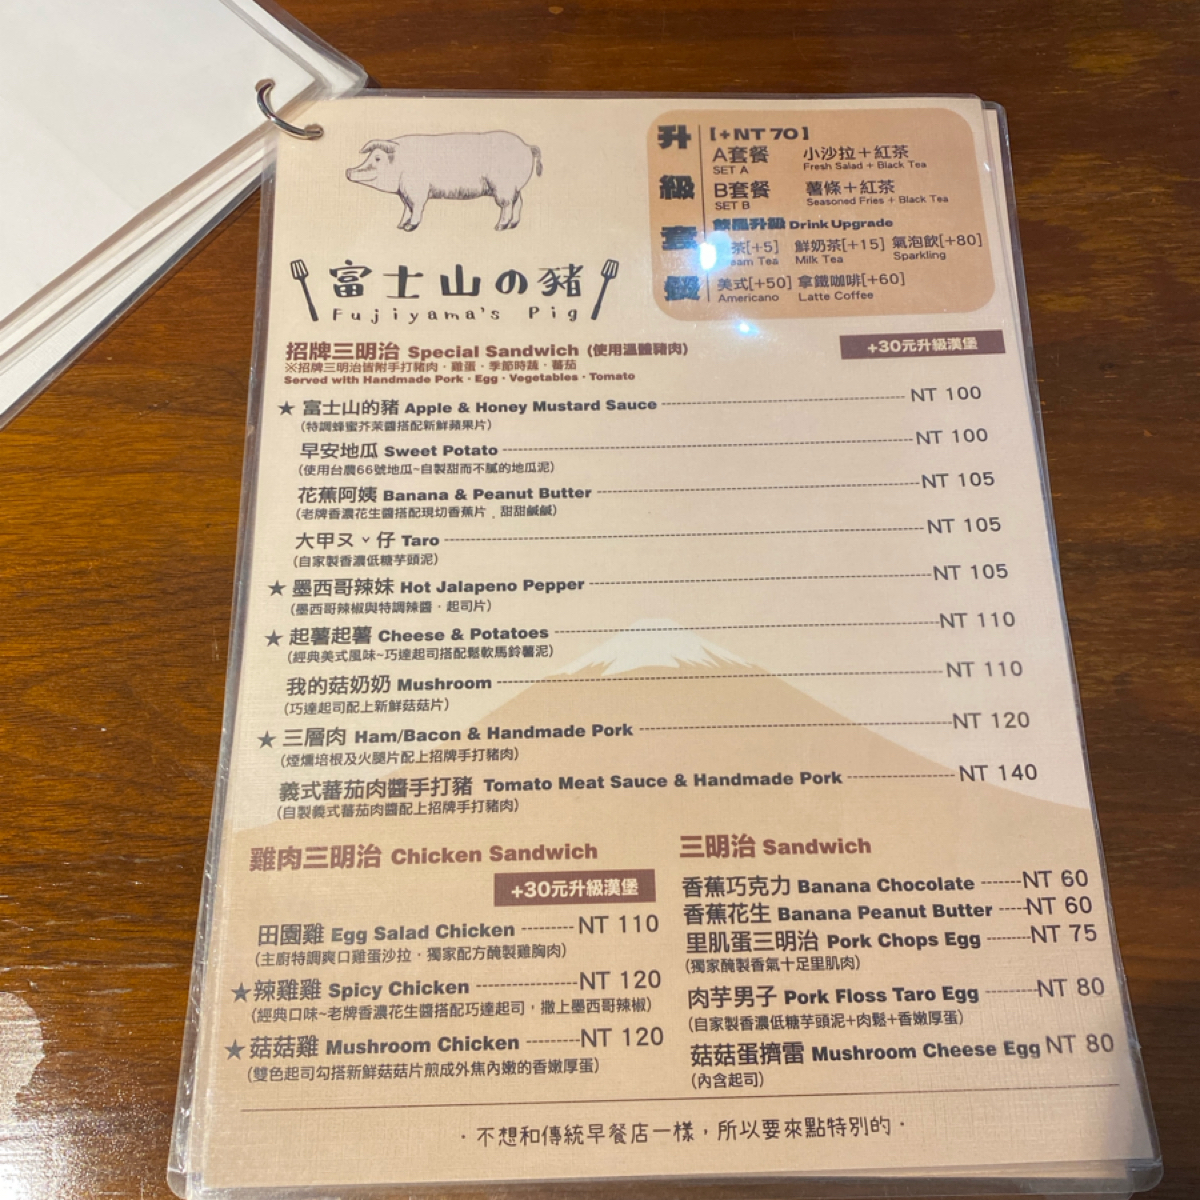 富士山の豬
Fujiyama's Pig
升級套餐
[+NT 70]
A套餐 小沙拉+紅茶
SET A Fresh Salad + Black Tea
B套餐 薯條+紅茶
SET B Seasoned Fries + Black Tea
飲品升級 Drink Upgrade
茶[+5] 鮮奶茶[+15] 氣泡飲[+80]
Tea Milk Tea Sparkling
美式[+50] 拿鐵咖啡[+60]
Americano Latte Coffee
招牌三明治 Special Sandwich (使用溫體豬肉)
+30元升級漢堡
※招牌三明治皆附手打豬肉・雞蛋・季節時蔬・蕃茄
Served with Handmade Pork・Egg・Vegetables・Tomato
★ 富士山的豬 Apple & Honey Mustard Sauce NT 100
(特調蜂蜜芥茉醬搭配新鮮蘋果片)
早安地瓜 Sweet Potato NT 100
(使用台農66號地瓜~自製甜而不膩的地瓜泥)
花蕉阿姨 Banana & Peanut Butter NT 105
(老牌香濃花生醬搭配現切香蕉片﹐甜甜鹹鹹)
大甲ㄡˇ仔 Taro NT 105
(自家製香濃低糖芋頭泥)
★ 墨西哥辣妹 Hot Jalapeno Pepper NT 105
(墨西哥辣椒與特調辣醬・起司片)
★ 起薯起薯 Cheese & Potatoes NT 110
(經典美式風味~巧達起司搭配鬆軟馬鈴薯泥)
我的菇奶奶 Mushroom NT 110
(巧達起司配上新鮮菇菇片)
★ 三層肉 Ham/Bacon & Handmade Pork NT 120
(煙燻培根及火腿片配上招牌手打豬肉)
義式蕃茄肉醬手打豬 Tomato Meat Sauce & Handmade Pork NT 140
(自製義式蕃茄肉醬配上招牌手打豬肉)
雞肉三明治 Chicken Sandwich
+30元升級漢堡
田園雞 Egg Salad Chicken NT 110
(主廚特調爽口雞蛋沙拉・獨家配方醃製雞胸肉)
★辣雞雞 Spicy Chicken NT 120
(經典口味~老牌香濃花生醬搭配巧達起司，撒上墨西哥辣椒)
★菇菇雞 Mushroom Chicken NT 120
(雙色起司勾搭新鮮菇菇片煎成外焦內嫩的香嫩厚蛋)
三明治 Sandwich
香蕉巧克力 Banana Chocolate NT 60
香蕉花生 Banana Peanut Butter NT 60
里肌蛋三明治 Pork Chops Egg NT 75
(獨家醃製香氣十足里肌肉)
肉芋男子 Pork Floss Taro Egg NT 80
(自家製香濃低糖芋頭泥+肉鬆+香嫩厚蛋)
菇菇蛋擠雷 Mushroom Cheese Egg NT 80
(內含起司)
・不想和傳統早餐店一樣，所以要來點特別的・